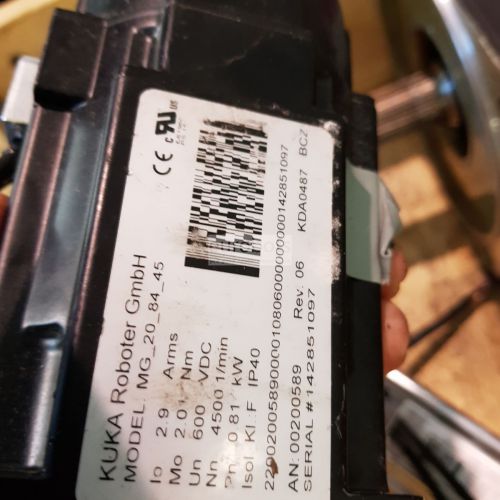 KUKA Roboter GmbH
MODEL: MG_20_84_45
Io 2.9 Arms
Mo 2.0 Nm
Un 600 VDC
Nn 4500 1/min
Pn 0.81 kW
Isol. Kl. F IP40
AN: 00200589 Rev. 06 KDA0487 BCZ
SERIAL # 142851097
CE
c us